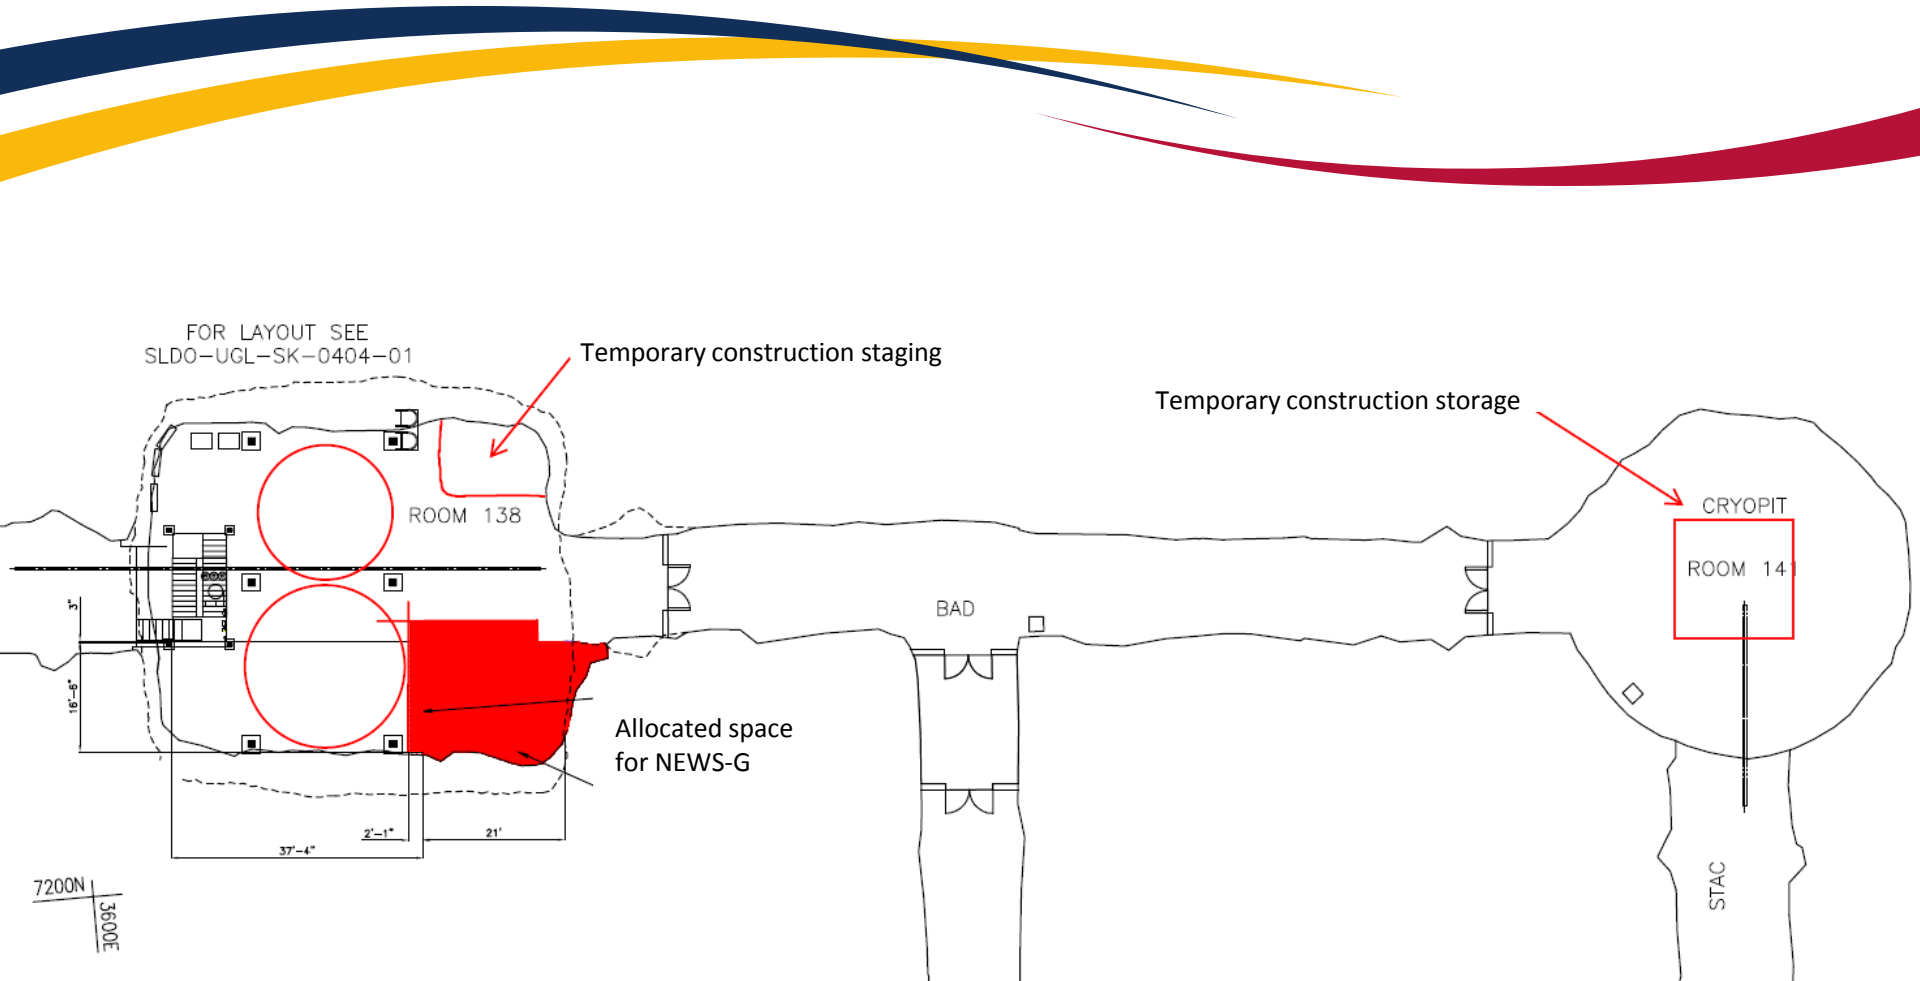 FOR LAYOUT SEE
SLDO-UGL-SK-0404-01
Temporary construction staging
Temporary construction storage
ROOM 138
CRYOPIT
ROOM 141
BAD
3"
16'-6"
Allocated space
for NEWS-G
2'-1"
21'
37'-4"
7200N
3600E
STAC